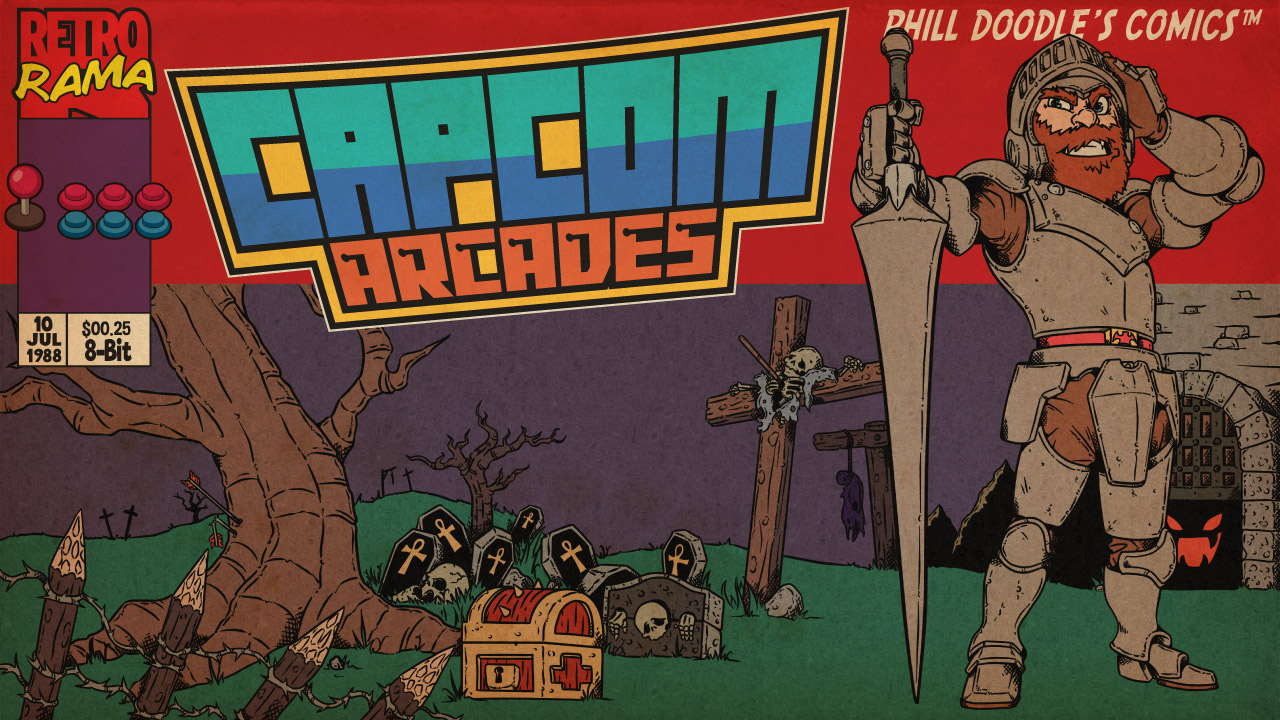 RETRO
RAMA
PHILL DOODLE'S COMICS™
CAPCOM
ARCADES
10
JUL
1988
$00.25
8-Bit